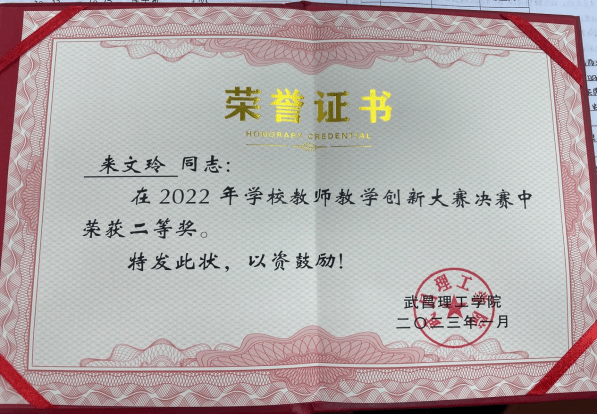 荣誉证书
HONORARY CREDENTIAL
来文玲 同志:
在2022年学校教师教学创新大赛决赛中
荣获二等奖。
特发此状，以资鼓励!
武昌理工学院
二〇二三年一月